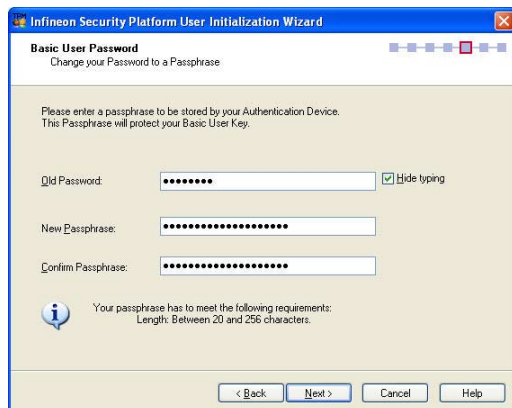 Infineon Security Platform User Initialization Wizard
Basic User Password
Change your Password to a Passphrase
Please enter a passphrase to be stored by your Authentication Device.
This Passphrase will protect your Basic User Key.
Old Password:
Hide typing
New Passphrase:
Confirm Passphrase:
Your passphrase has to meet the following requirements:
Length: Between 20 and 256 characters.
< Back
Next >
Cancel
Help